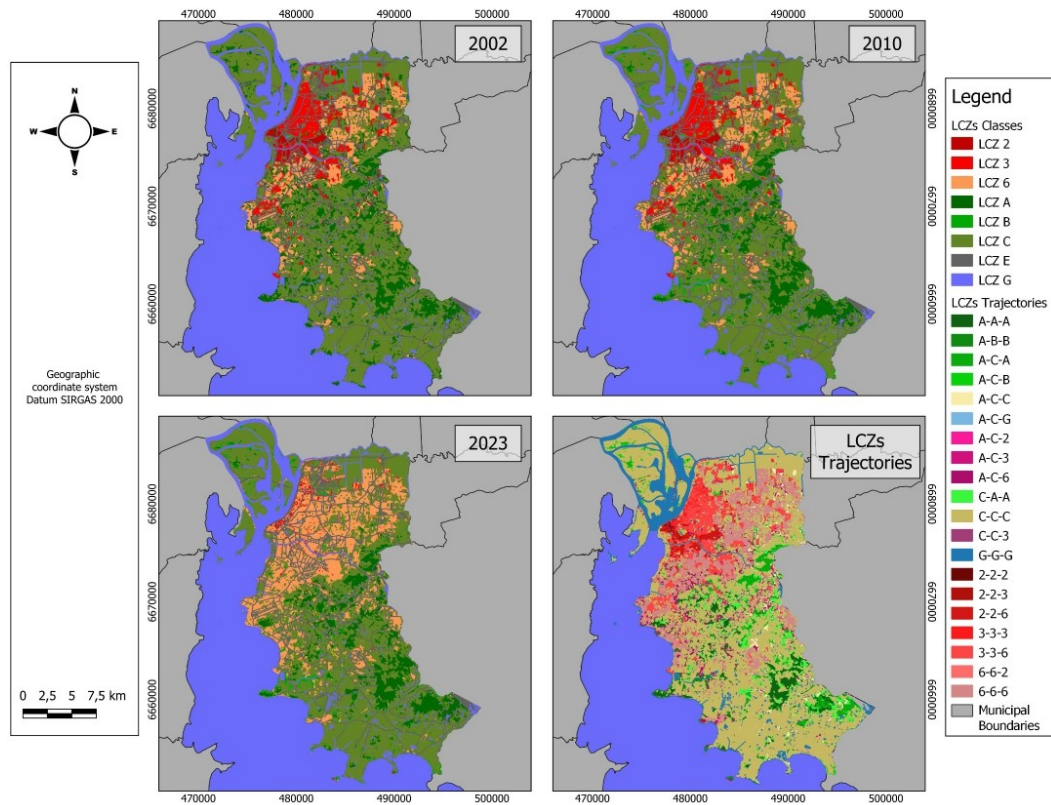 470000 480000 490000 500000 470000 480000 490000 500000
2002
2010
N
W E
S
Geographic
coordinate system
Datum SIRGAS 2000
0 2,5 5 7,5 km
6680000
6670000
6660000
6680000
6670000
6660000
2023
LCZs
Trajectories
6680000
6670000
6660000
6680000
6670000
6660000
470000 480000 490000 500000 470000 480000 490000 500000
Legend
LCZs Classes
LCZ 2
LCZ 3
LCZ 6
LCZ A
LCZ B
LCZ C
LCZ E
LCZ G
LCZs Trajectories
A-A-A
A-B-B
A-C-A
A-C-B
A-C-C
A-C-G
A-C-2
A-C-3
A-C-6
C-A-A
C-C-C
C-C-3
G-G-G
2-2-2
2-2-3
2-2-6
3-3-3
3-3-6
6-6-2
6-6-6
Municipal
Boundaries